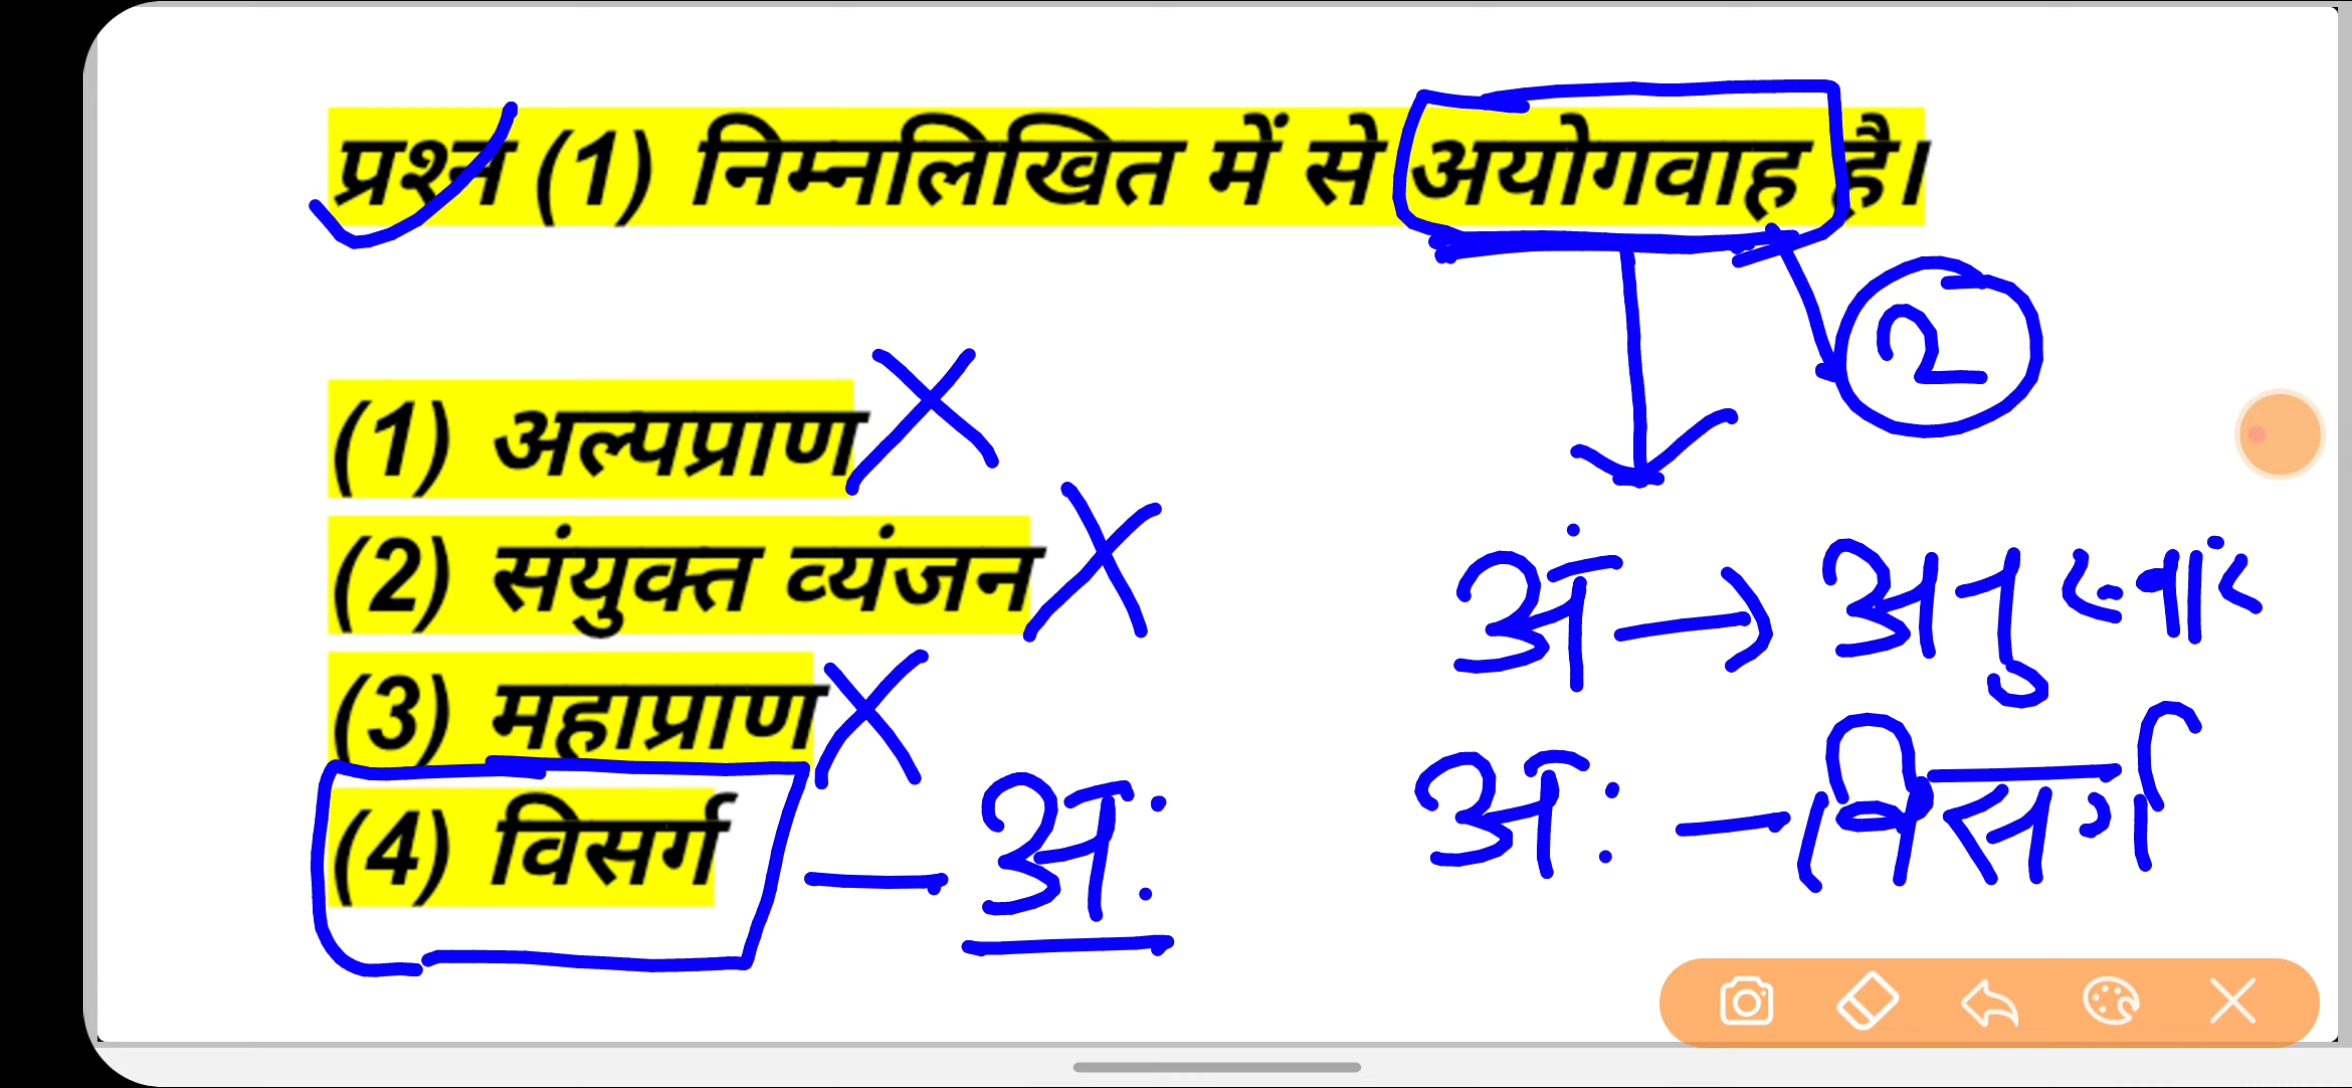 प्रश्न (1) निम्नलिखित में से अयोगवाह है।
2
(1) अल्पप्राण
(2) संयुक्त व्यंजन
(3) महाप्राण
(4) विसर्ग - अः
अं → अनुस्वार
अः - विसर्ग